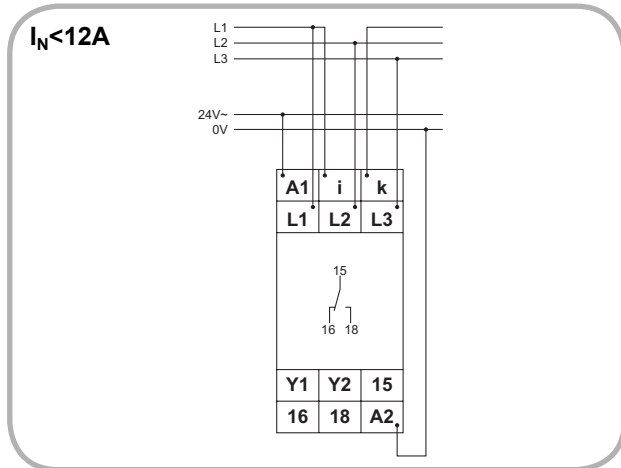 I_N<12A
L1
L2
L3
24V~
0V
A1 i k
L1 L2 L3
15
16 18
Y1 Y2 15
16 18 A2